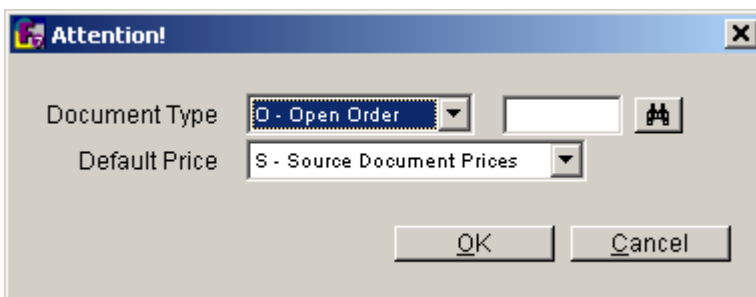 Attention!
Document Type O - Open Order
Default Price S - Source Document Prices
OK Cancel